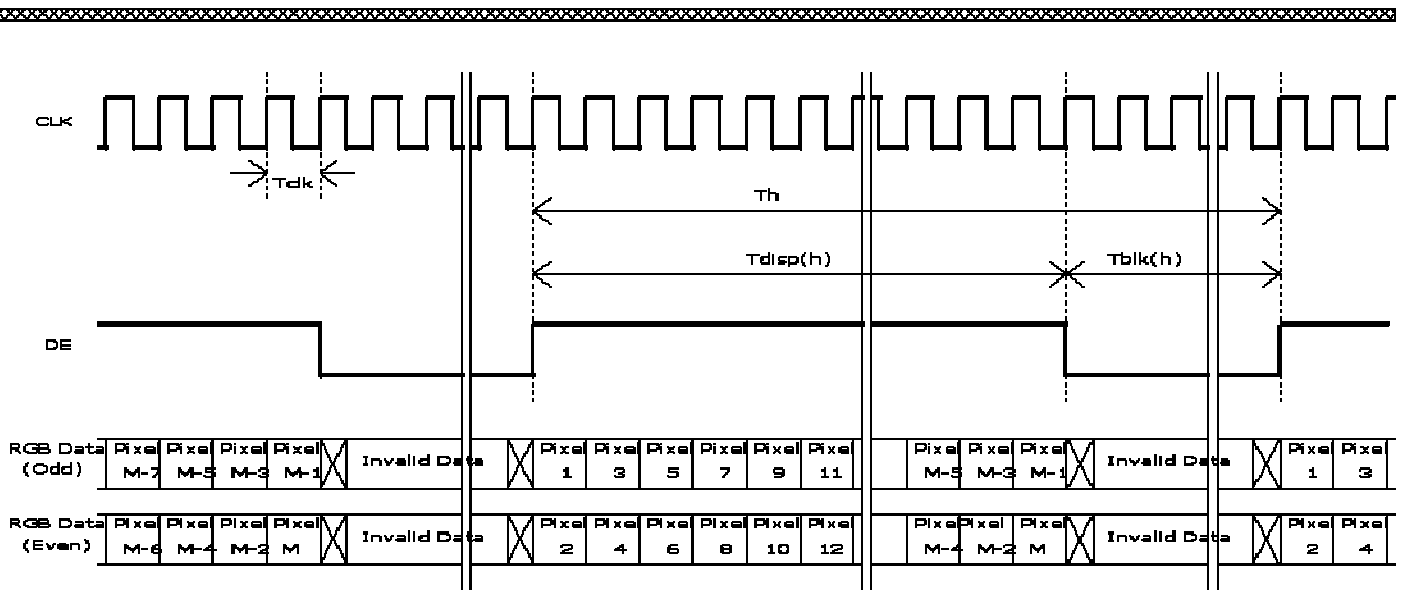 CLK
Tclk
Th
Tdisp(h)
Tblk(h)
DE
RGB Data Pixel Pixel Pixel Pixel Pixel Pixel Pixel Pixel Pixel Pixel Pixel Pixel Pixel Pixel Pixel
(Odd) M-7 M-5 M-3 M-1 Invalid Data 1 3 5 7 9 11 M-5 M-3 M-1 Invalid Data 1 3
RGB Data Pixel Pixel Pixel Pixel Pixel Pixel Pixel Pixel Pixel Pixel Pixel Pixel Pixel Pixel Pixel
(Even) M-6 M-4 M-2 M Invalid Data 2 4 6 8 10 12 M-4 M-2 M Invalid Data 2 4